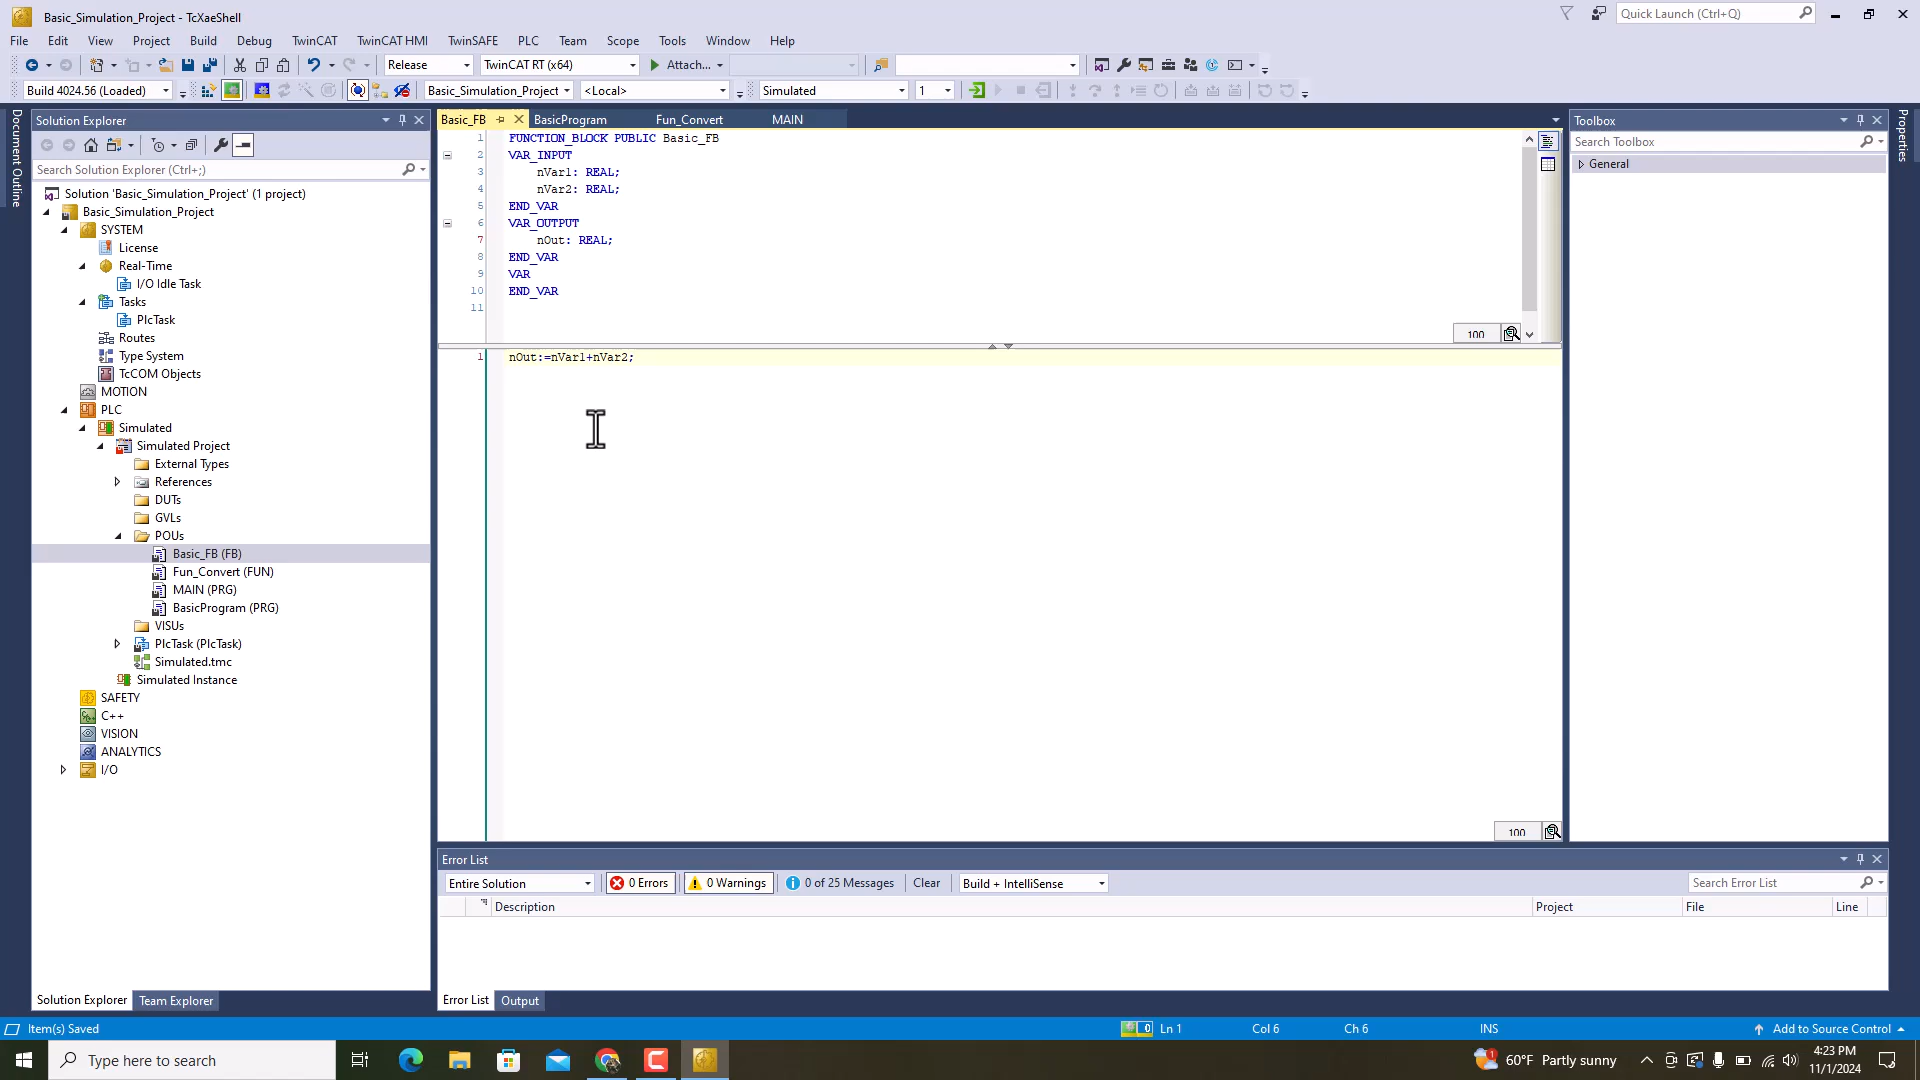 Basic_Simulation_Project - TcXaeShell
Quick Launch (Ctrl+Q)
File Edit View Project Build Debug TwinCAT TwinCAT HMI TwinSAFE PLC Team Scope Tools Window Help
Release TwinCAT RT (x64) Attach...
Build 4024.56 (Loaded) Basic_Simulation_Project <Local> Simulated 1
Document Outline
Solution Explorer
Search Solution Explorer (Ctrl+;)
Solution 'Basic_Simulation_Project' (1 project)
Basic_Simulation_Project
SYSTEM
License
Real-Time
I/O Idle Task
Tasks
PlcTask
Routes
Type System
TcCOM Objects
MOTION
PLC
Simulated
Simulated Project
External Types
References
DUTs
GVLs
POUs
Basic_FB (FB)
Fun_Convert (FUN)
MAIN (PRG)
BasicProgram (PRG)
VISUs
PlcTask (PlcTask)
Simulated.tmc
Simulated Instance
SAFETY
C++
VISION
ANALYTICS
I/O
Solution Explorer Team Explorer
Basic_FB BasicProgram Fun_Convert MAIN
1 FUNCTION_BLOCK PUBLIC Basic_FB
2 VAR_INPUT
3 nVar1: REAL;
4 nVar2: REAL;
5 END_VAR
6 VAR_OUTPUT
7 nOut: REAL;
8 END_VAR
9 VAR
10 END_VAR
11
100
1 nOut:=nVar1+nVar2;
100
Toolbox
Search Toolbox
General
Properties
Error List
Entire Solution 0 Errors 0 Warnings 0 of 25 Messages Clear Build + IntelliSense Search Error List
Description Project File Line
Error List Output
Item(s) Saved 0 Ln 1 Col 6 Ch 6 INS Add to Source Control
Type here to search
60°F Partly sunny
4:23 PM
11/1/2024